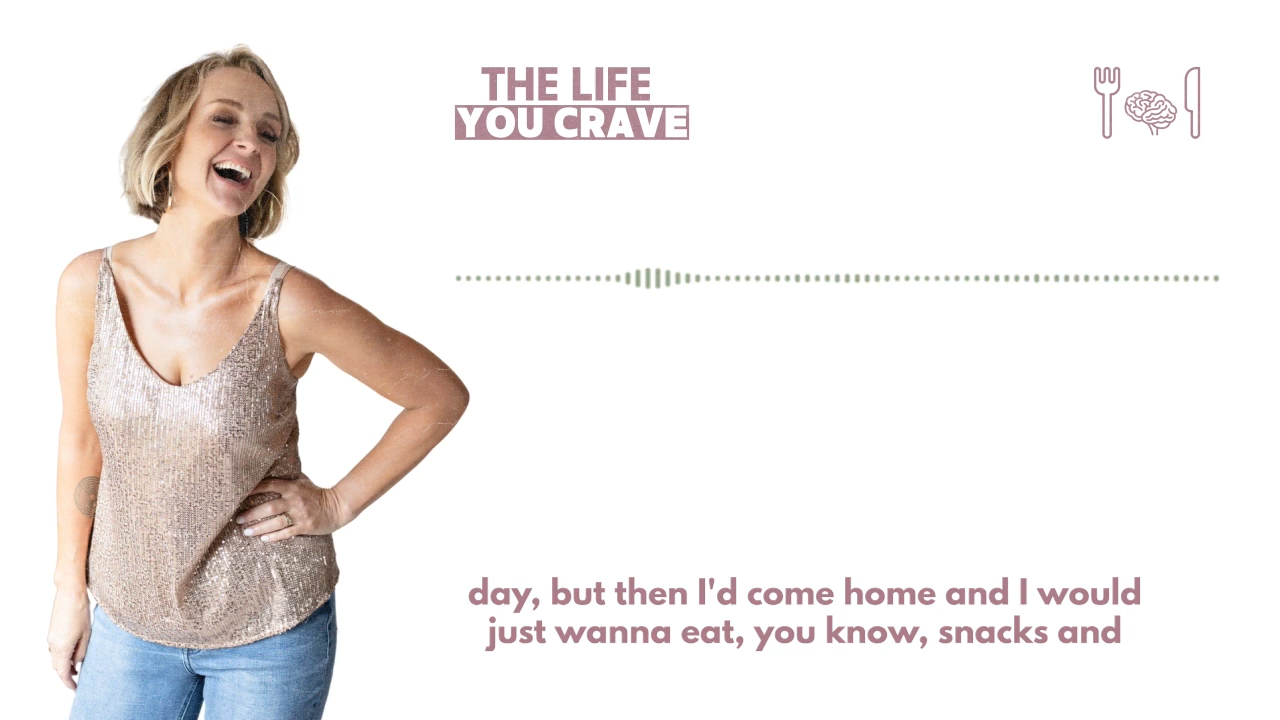 THE LIFE
YOU CRAVE
day, but then I'd come home and I would
just wanna eat, you know, snacks and